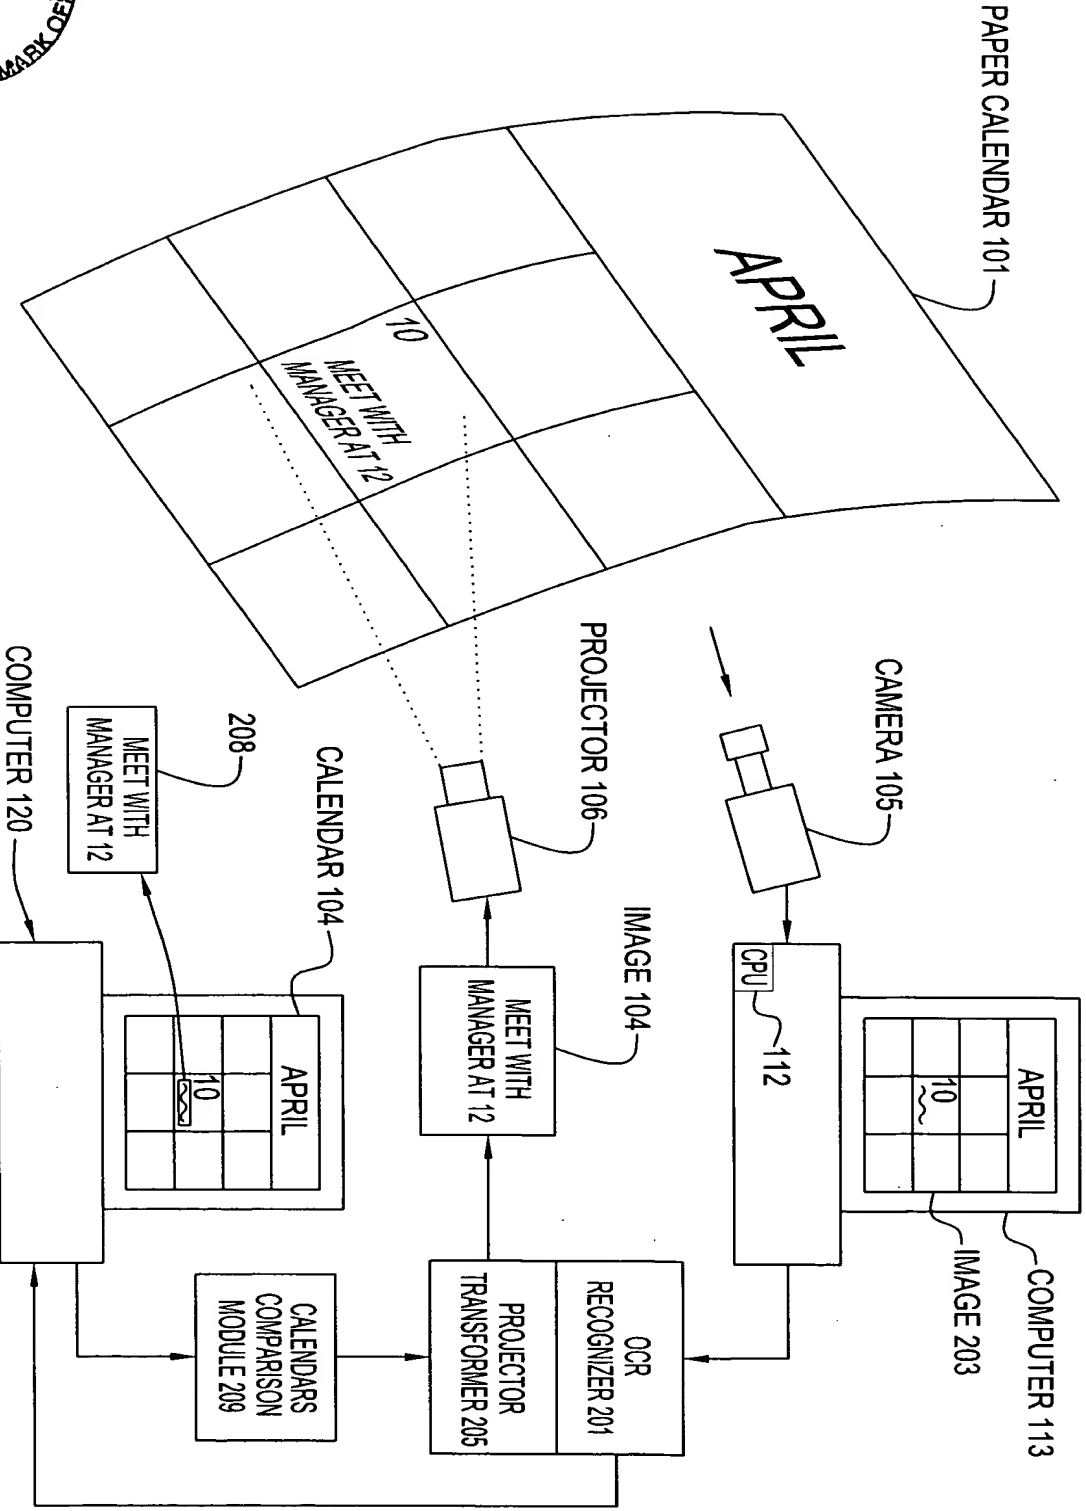 MARK OF
PAPER CALENDAR 101
APRIL
10
MEET WITH
MANAGER AT 12
CAMERA 105
PROJECTOR 106
CPU
112
APRIL
10
COMPUTER 113
IMAGE 203
IMAGE 104
MEET WITH
MANAGER AT 12
OCR
RECOGNIZER 201
PROJECTOR
TRANSFORMER 205
CALENDAR 104
APRIL
10
208
MEET WITH
MANAGER AT 12
CALENDARS
COMPARISON
MODULE 209
COMPUTER 120